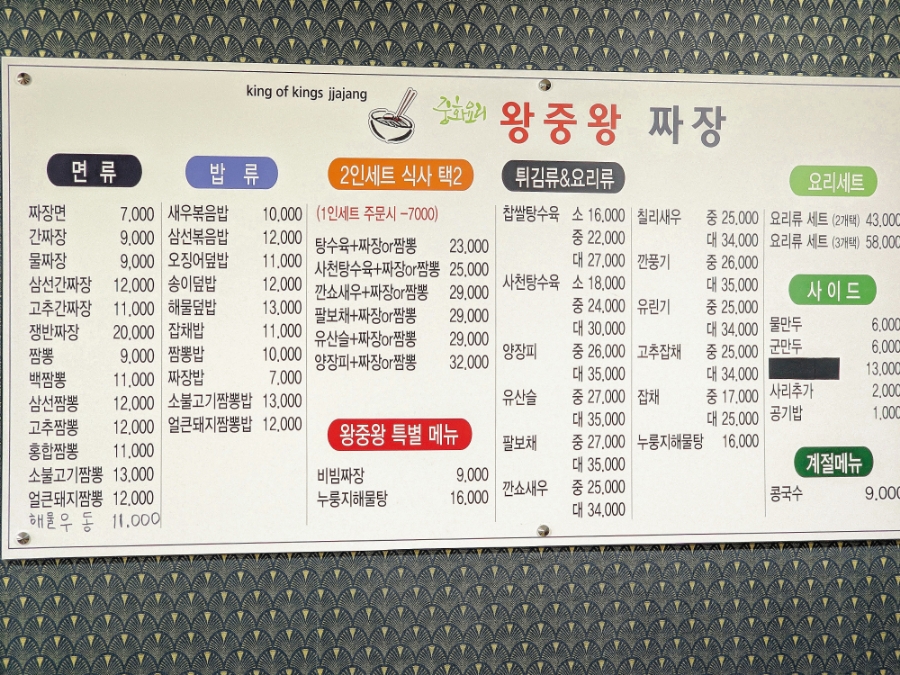 king of kings jjajang
중화요리 왕중왕 짜장
면 류
짜장면 7,000
간짜장 9,000
물짜장 9,000
삼선간짜장 12,000
고추간짜장 11,000
쟁반짜장 20,000
짬뽕 9,000
백짬뽕 11,000
삼선짬뽕 12,000
고추짬뽕 12,000
홍합짬뽕 11,000
소불고기짬뽕 13,000
얼큰돼지짬뽕 12,000
해물우동 11,000
밥 류
새우볶음밥 10,000
삼선볶음밥 12,000
오징어덮밥 11,000
송이덮밥 12,000
해물덮밥 13,000
잡채밥 11,000
짬뽕밥 10,000
짜장밥 7,000
소불고기짬뽕밥 13,000
얼큰돼지짬뽕밥 12,000
2인세트 식사 택2
(1인세트 주문시 -7000)
탕수육+짜장or짬뽕 23,000
사천탕수육+짜장or짬뽕 25,000
깐쇼새우+짜장or짬뽕 29,000
팔보채+짜장or짬뽕 29,000
유산슬+짜장or짬뽕 29,000
양장피+짜장or짬뽕 32,000
왕중왕 특별 메뉴
비빔짜장 9,000
누룽지해물탕 16,000
튀김류&요리류
찹쌀탕수육 소 16,000
중 22,000
대 27,000
사천탕수육 소 18,000
중 24,000
대 30,000
양장피 중 26,000
대 35,000
유산슬 중 27,000
대 35,000
팔보채 중 27,000
대 35,000
깐쇼새우 중 25,000
대 34,000
칠리새우 중 25,000
대 34,000
깐풍기 중 26,000
대 35,000
유린기 중 25,000
대 34,000
고추잡채 중 25,000
대 34,000
잡채 중 17,000
대 25,000
누룽지해물탕 16,000
요리세트
요리류 세트 (2개택) 43,000
요리류 세트 (3개택) 58,000
사이드
물만두 6,000
군만두 6,000
13,000
사리추가 2,000
공기밥 1,000
계절메뉴
콩국수 9,000